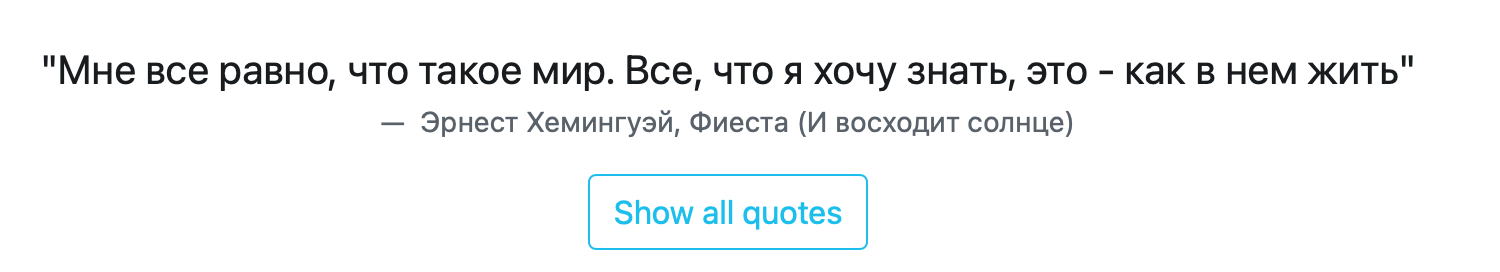 "Мне все равно, что такое мир. Все, что я хочу знать, это - как в нем жить"
— Эрнест Хемингуэй, Фиеста (И восходит солнце)
Show all quotes